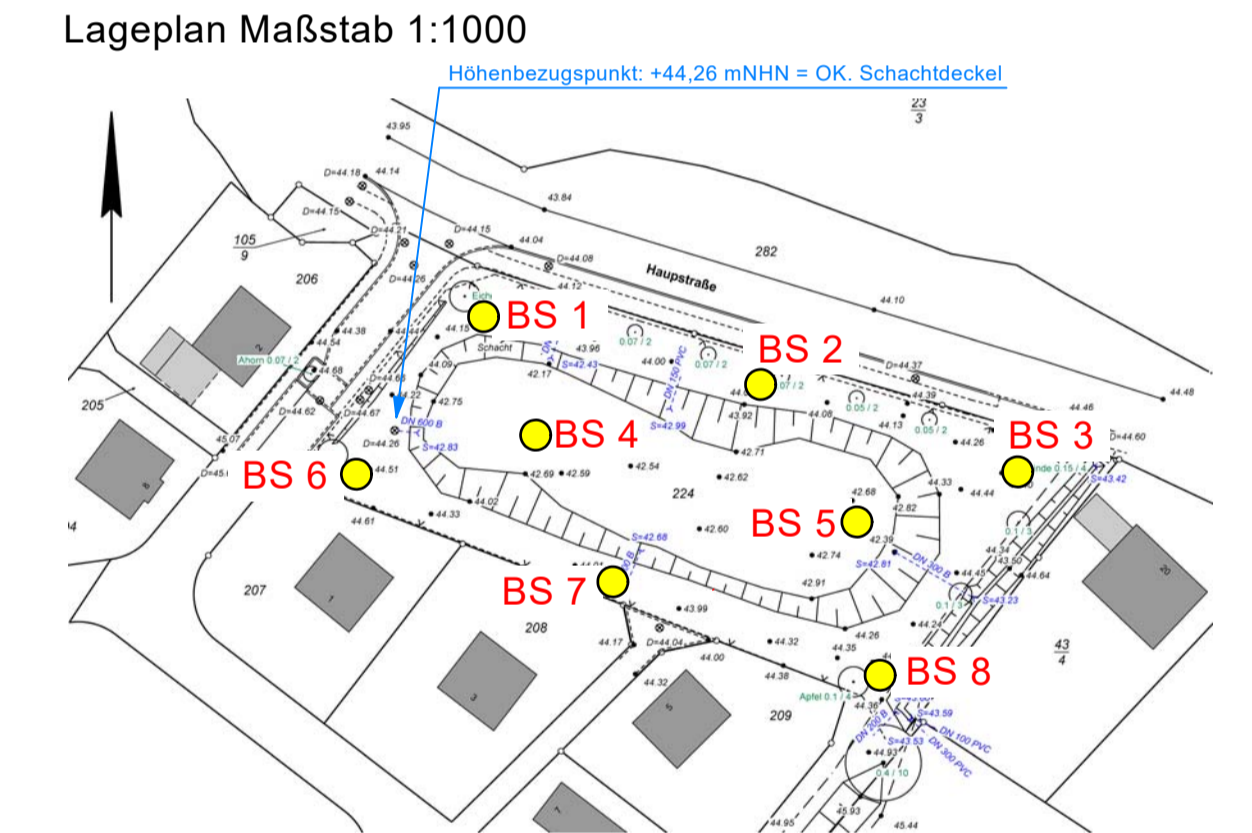 Lageplan Maßstab 1:1000
Höhenbezugspunkt: +44,26 mNHN = OK. Schachtdeckel
23
3
43.95
D=44.18
44.14
43.84
D=44.15
D=44.21
D=44.15
105
9
44.04
282
206
D=44.08
D=44.26
Haupstraße
44.12
44.10
BS 1
44.15
44.38
44.54
2
Schacht
43.96
S=42.43
0.07 / 2
44.00
0.07 / 2
BS 2
D=44.37
Ahorn 0.07 / 2
44.68
44.09
42.17
DN 150 PVC
44.39
44.48
205
D=44.62
D=44.67
42.75
43.92
44.08
0.05 / 2
44.46
DN 600 B
S=42.99
44.13
0.05 / 2
BS 3
D=44.60
45.07
D=44.26
S=42.83
BS 4
42.71
44.26
BS 6
44.51
42.69
42.59
42.54
42.62
S=43.42
8
224
42.68
44.33
44.44
44.61
44.33
44.02
BS 5
42.82
0.1 / 3
42.60
42.39
S=42.68
42.74
S=42.81
DN 300 B
44.34
43.50
44.45
44.64
20
207
1
BS 7
42.91
0.1 / 3
S=43.23
43.99
208
44.17
D=44.04
44.32
44.26
44.24
44.35
43
4
44.00
44.38
BS 8
3
44.32
5
Apfel 0.1 / 4
44.36
209
DN 200 B
S=43.59
S=43.53
DN 100 PVC
DN 300 PVC
44.93
0.4 / 10
7
44.95
45.93
45.44